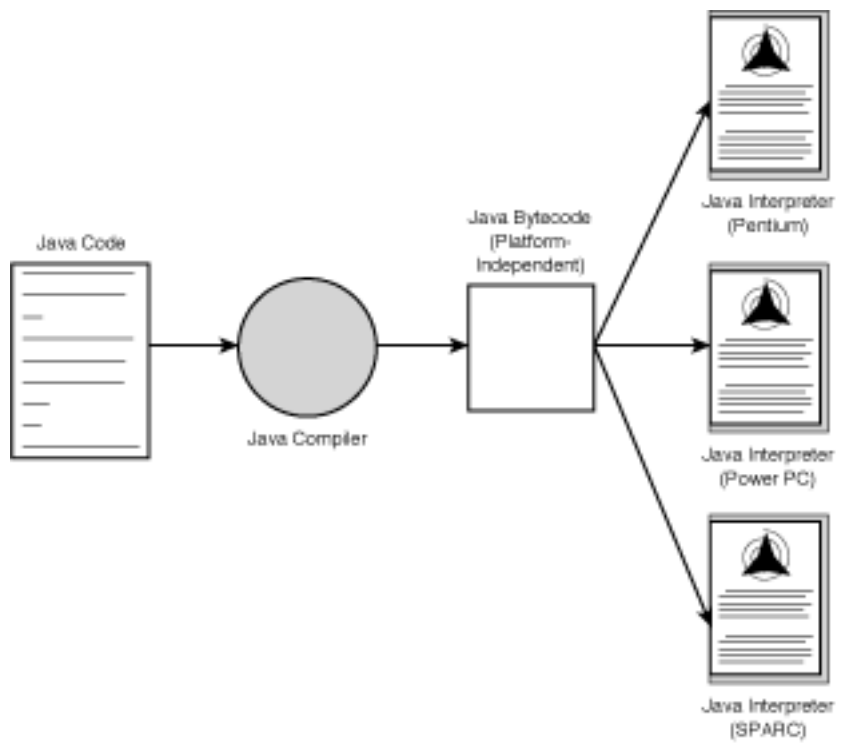 Java Code
Java Compiler
Java Bytecode
(Platform-
Independent)
Java Interpreter
(Pentium)
Java Interpreter
(Power PC)
Java Interpreter
(SPARC)